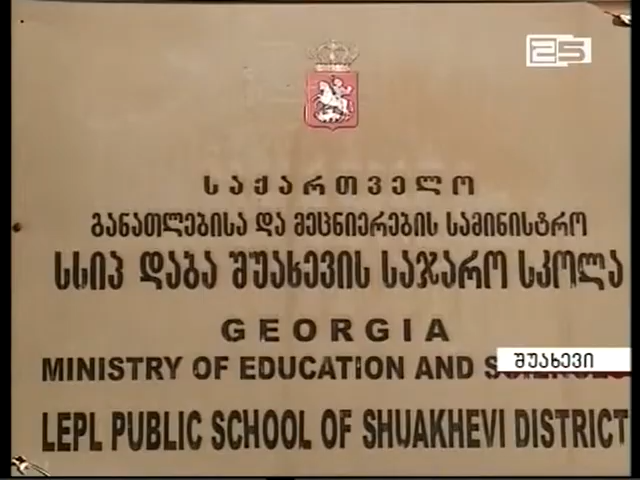 25
საქართველო
განათლებისა და მეცნიერების სამინისტრო
სსიპ დაბა შუახევის საჯარო სკოლა
GEORGIA
MINISTRY OF EDUCATION AND
შუახევი
LEPL PUBLIC SCHOOL OF SHUAKHEVI DISTRICT